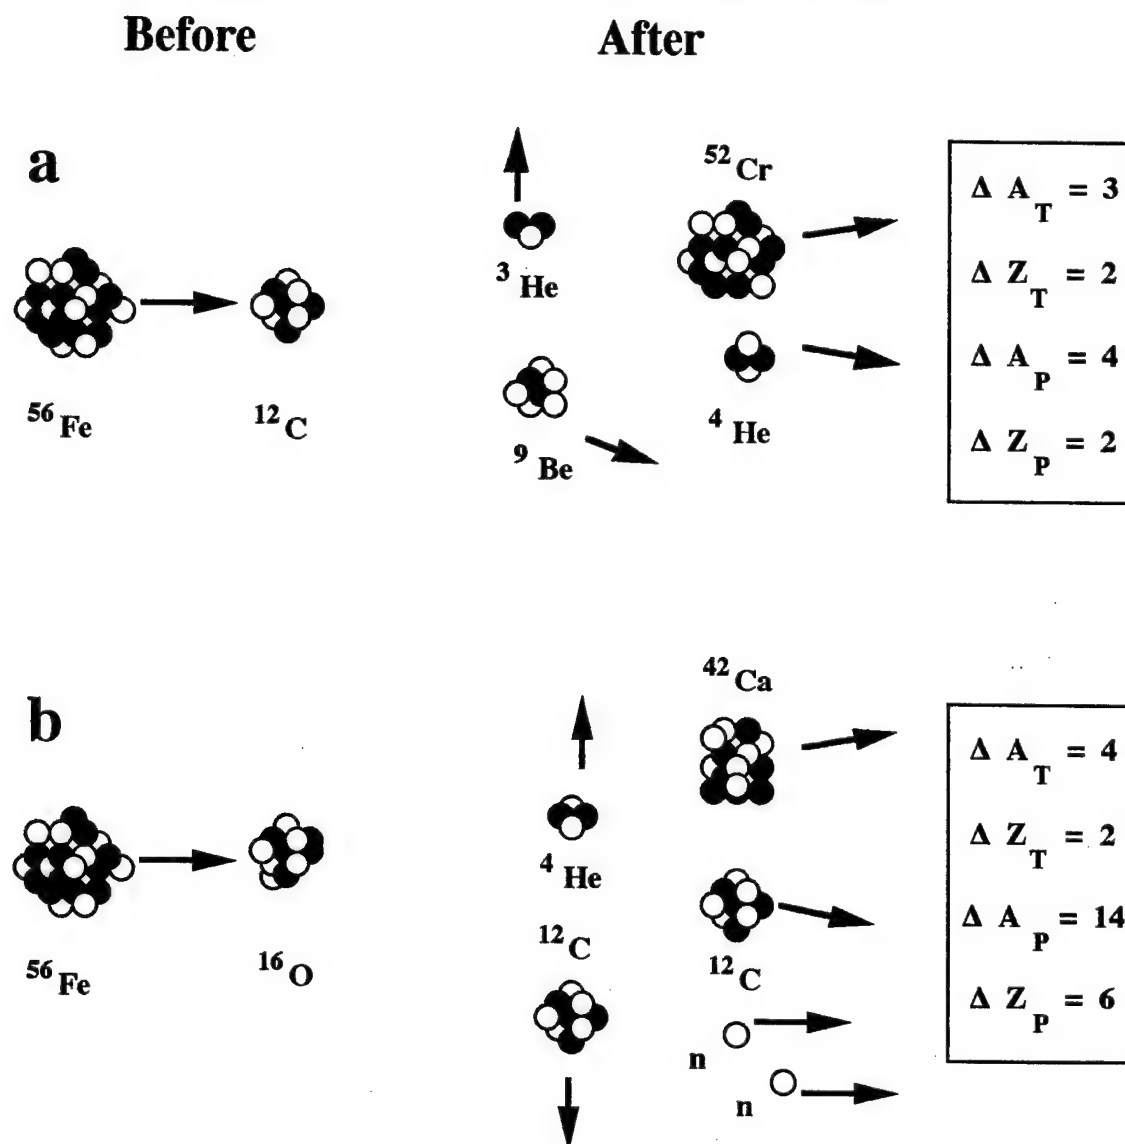 Before After
a
⁵²Cr
³He
⁵⁶Fe
¹²C
⁹Be
⁴He
Δ A_T = 3
Δ Z_T = 2
Δ A_P = 4
Δ Z_P = 2
b
⁴²Ca
⁴He
¹²C
⁵⁶Fe
¹⁶O
¹²C
n
n
Δ A_T = 4
Δ Z_T = 2
Δ A_P = 14
Δ Z_P = 6